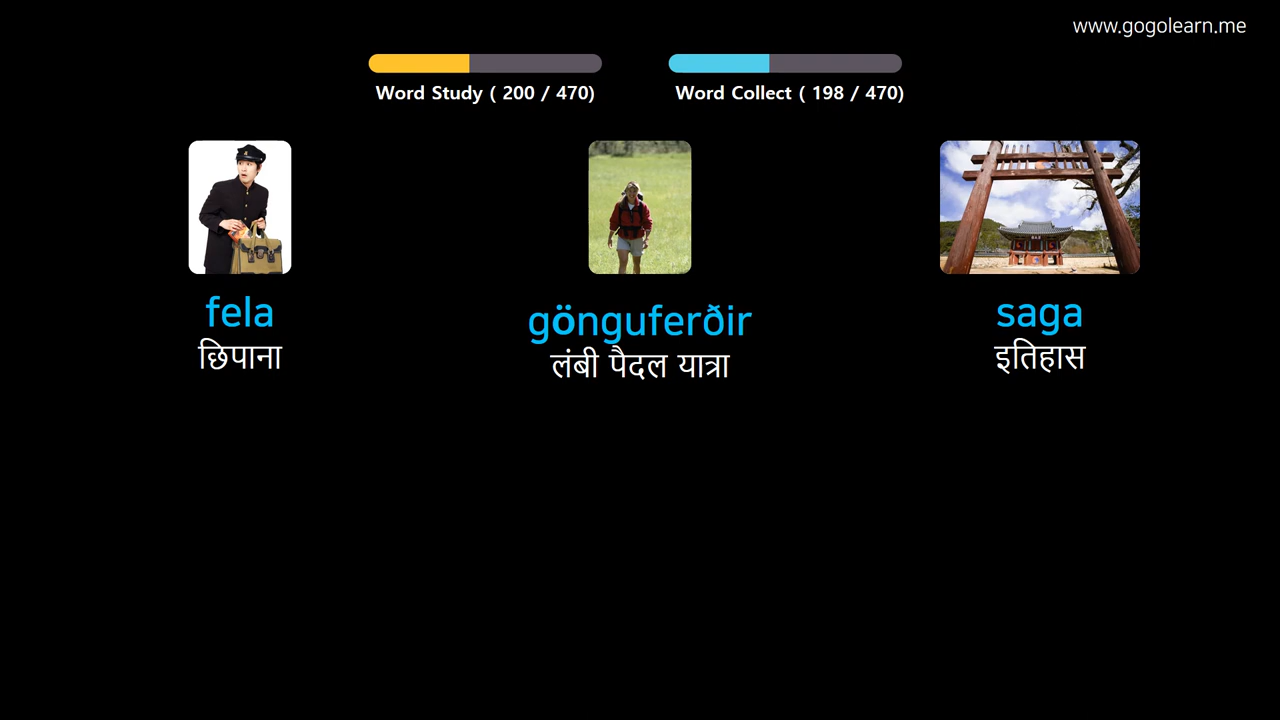 www.gogolearn.me
Word Study ( 200 / 470)
Word Collect ( 198 / 470)
fela
छिपाना
gönguferðir
लंबी पैदल यात्रा
saga
इतिहास